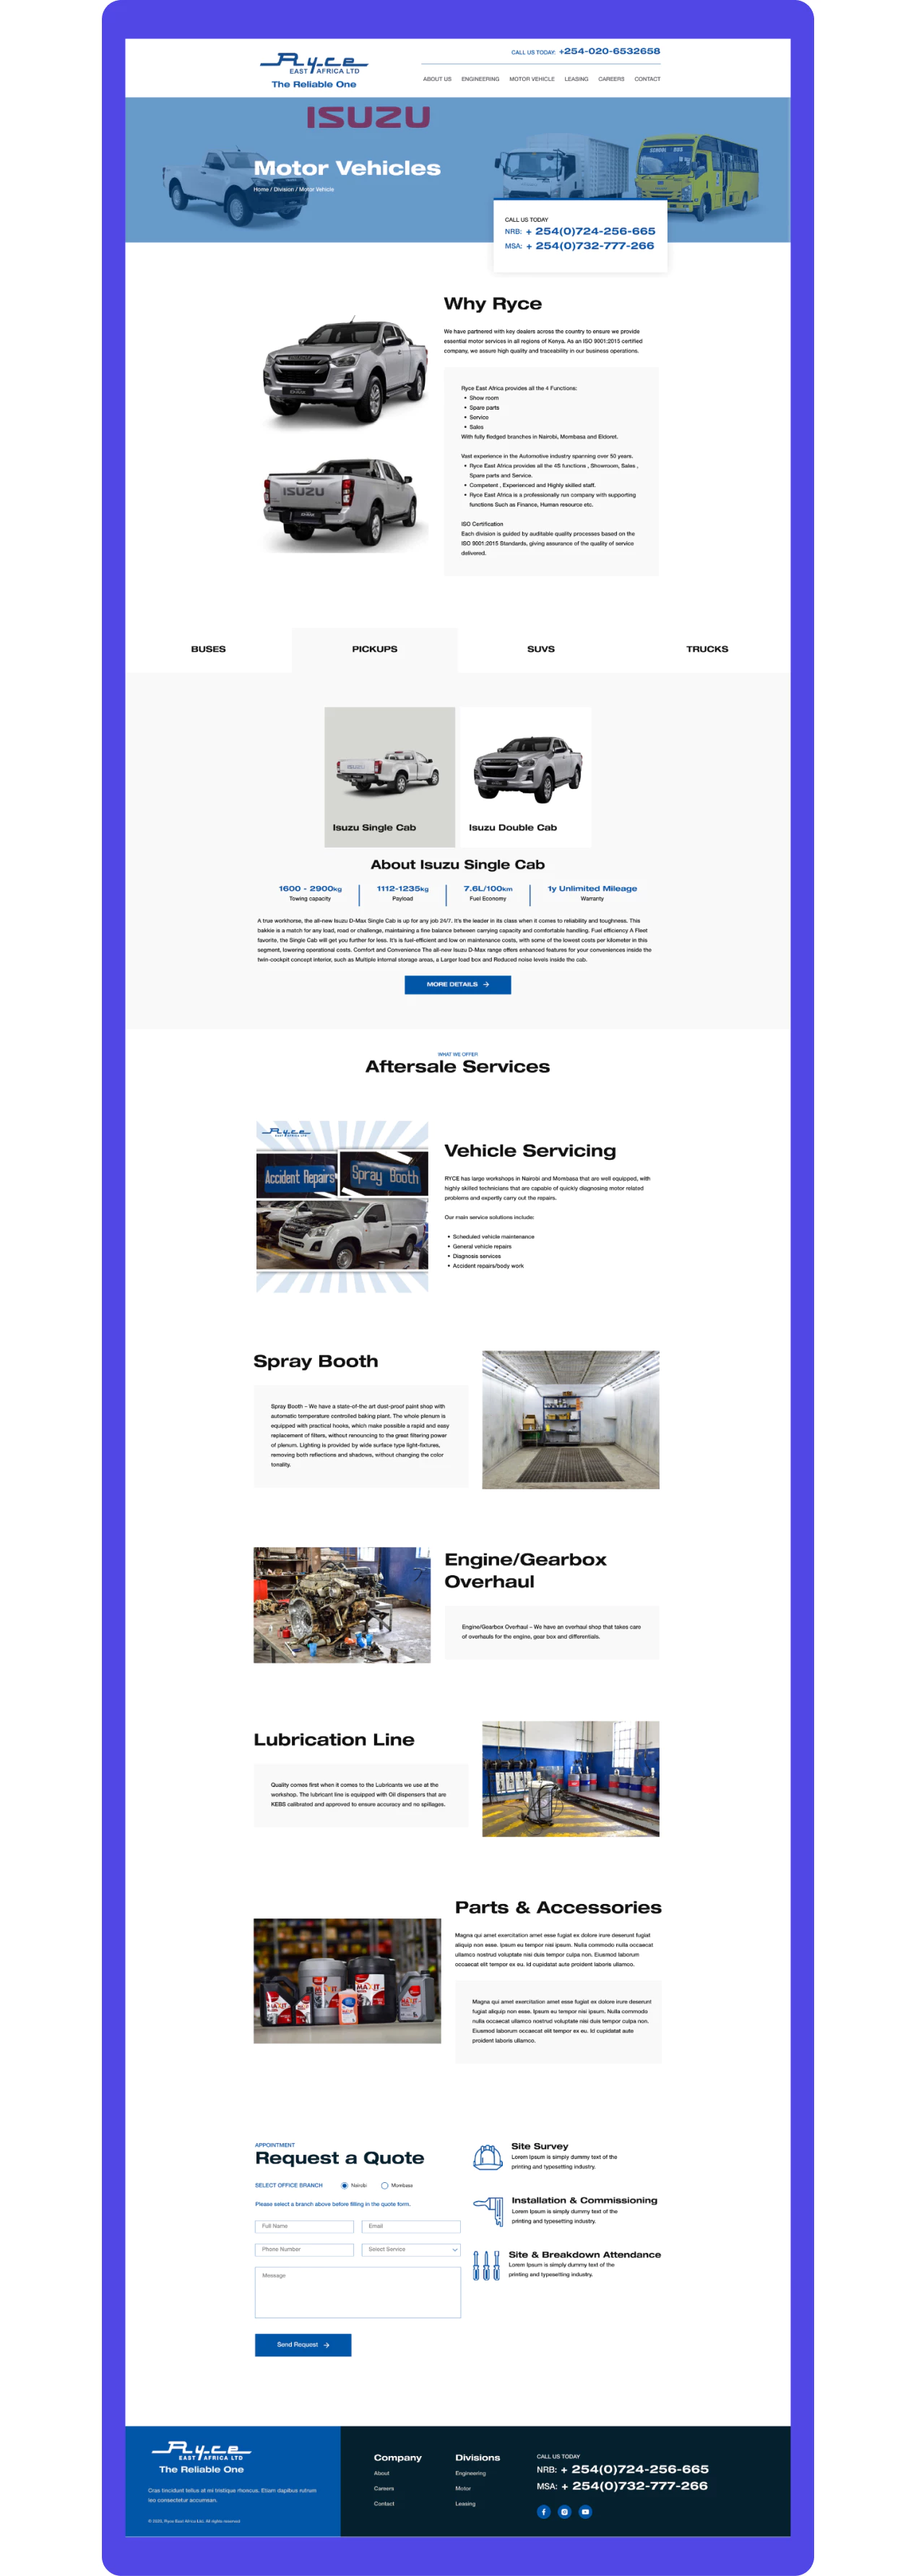 Ryce
EAST AFRICA LTD
The Reliable One
CALL US TODAY: +254-020-6532658
ABOUT US ENGINEERING MOTOR VEHICLE LEASING CAREERS CONTACT
ISUZU
Motor Vehicles
Home / Division / Motor Vehicle
CALL US TODAY
NRB: + 254(0)724-256-665
MSA: + 254(0)732-777-266
Why Ryce
We have partnered with key dealers across the country to ensure we provide
essential motor services in all regions of Kenya. As an ISO 9001:2015 certified
company, we assure high quality and traceability in our business operations.
Ryce East Africa provides all the 4 Functions:
• Show room
• Spare parts
• Service
• Sales
With fully fledged branches in Nairobi, Mombasa and Eldoret.
Vast experience in the Automotive industry spanning over 50 years.
• Ryce East Africa provides all the 4S functions , Showroom, Sales ,
Spare parts and Service.
• Competent , Experienced and Highly skilled staff.
• Ryce East Africa is a professionally run company with supporting
functions Such as Finance, Human resource etc.
ISO Certification
Each division is guided by auditable quality processes based on the
ISO 9001:2015 Standards, giving assurance of the quality of service
delivered.
ISUZU
BUSES PICKUPS SUVS TRUCKS
Isuzu Single Cab
Isuzu Double Cab
About Isuzu Single Cab
1600 - 2900kg 1112-1235kg 7.6L/100km 1y Unlimited Mileage
Towing capacity Payload Fuel Economy Warranty
A true workhorse, the all-new Isuzu D-Max Single Cab is up for any job 24/7. It's the leader in its class when it comes to reliability and toughness. This
bakkie is a match for any load, road or challenge, maintaining a fine balance between carrying capacity and comfortable handling. Fuel efficiency A Fleet
favorite, the Single Cab will get you further for less. It's is fuel-efficient and low on maintenance costs, with some of the lowest costs per kilometer in this
segment, lowering operational costs. Comfort and Convenience The all-new Isuzu D-Max range offers enhanced features for your conveniences inside the
twin-cockpit concept interior, such as Multiple internal storage areas, a Larger load box and Reduced noise levels inside the cab.
MORE DETAILS →
WHAT WE OFFER
Aftersale Services
Ryce
EAST AFRICA LTD
Accident Repairs
Spray Booth
Vehicle Servicing
RYCE has large workshops in Nairobi and Mombasa that are well equipped, with
highly skilled technicians that are capable of quickly diagnosing motor related
problems and expertly carry out the repairs.
Our main service solutions include:
• Scheduled vehicle maintenance
• General vehicle repairs
• Diagnosis services
• Accident repairs/body work
Spray Booth
Spray Booth – We have a state-of-the art dust-proof paint shop with
automatic temperature controlled baking plant. The whole plenum is
equipped with practical hooks, which make possible a rapid and easy
replacement of filters, without renouncing to the great filtering power
of plenum. Lighting is provided by wide surface type light-fixtures,
removing both reflections and shadows, without changing the color
tonality.
Engine/Gearbox
Overhaul
Engine/Gearbox Overhaul – We have an overhaul shop that takes care
of overhauls for the engine, gear box and differentials.
Lubrication Line
Quality comes first when it comes to the Lubricants we use at the
workshop. The lubricant line is equipped with Oil dispensers that are
KEBS calibrated and approved to ensure accuracy and no spillages.
Parts & Accessories
Magna qui amet exercitation amet esse fugiat ex dolore irure deserunt fugiat
aliquip non esse. Ipsum eu tempor nisi ipsum. Nulla commodo nulla occaecat
ullamco nostrud voluptate nisi duis tempor culpa non. Eiusmod laborum
occaecat elit tempor ex eu. Id cupidatat aute proident laboris ullamco.
Magna qui amet exercitation amet esse fugiat ex dolore irure deserunt
fugiat aliquip non esse. Ipsum eu tempor nisi ipsum. Nulla commodo
nulla occaecat ullamco nostrud voluptate nisi duis tempor culpa non.
Eiusmod laborum occaecat elit tempor ex eu. Id cupidatat aute
proident laboris ullamco.
APPOINTMENT
Request a Quote
SELECT OFFICE BRANCH Nairobi Mombasa
Please select a branch above before filling in the quote form.
Full Name Email
Phone Number Select Service
Message
Send Request →
Site Survey
Lorem Ipsum is simply dummy text of the
printing and typesetting industry.
Installation & Commissioning
Lorem Ipsum is simply dummy text of the
printing and typesetting industry.
Site & Breakdown Attendance
Lorem Ipsum is simply dummy text of the
printing and typesetting industry.
Ryce
EAST AFRICA LTD
The Reliable One
Cras tincidunt tellus at mi tristique rhoncus. Etiam dapibus rutrum
leo consectetur accumsan.
© 2020, Ryce East Africa Ltd. All rights reserved
Company
About
Careers
Contact
Divisions
Engineering
Motor
Leasing
CALL US TODAY
NRB: + 254(0)724-256-665
MSA: + 254(0)732-777-266